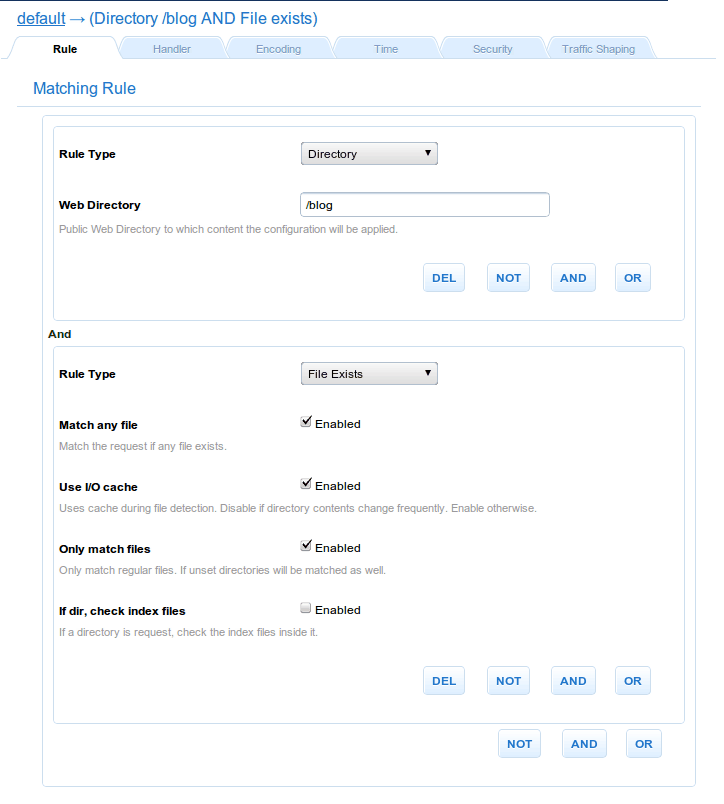 default → (Directory /blog AND File exists)
Rule Handler Encoding Time Security Traffic Shaping
Matching Rule
Rule Type Directory
Web Directory /blog
Public Web Directory to which content the configuration will be applied.
DEL NOT AND OR
And
Rule Type File Exists
Match any file Enabled
Match the request if any file exists.
Use I/O cache Enabled
Uses cache during file detection. Disable if directory contents change frequently. Enable otherwise.
Only match files Enabled
Only match regular files. If unset directories will be matched as well.
If dir, check index files Enabled
If a directory is request, check the index files inside it.
DEL NOT AND OR
NOT AND OR